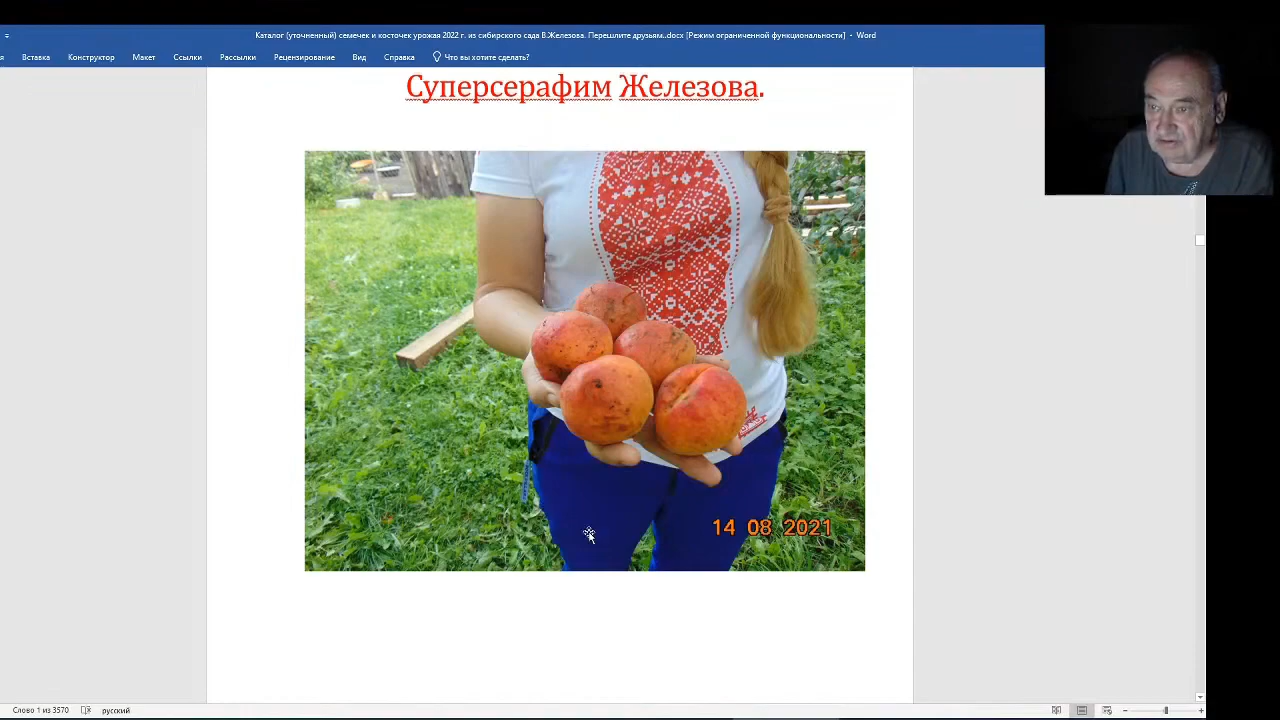 Каталог (уточненный) семечек и косточек урожая 2022 г. из сибирского сада В.Железова. Перешлите друзьям..docx [Режим ограниченной функциональности] - Word
Вставка Конструктор Макет Ссылки Рассылки Рецензирование Вид Справка Что вы хотите сделать?
Суперсерафим Железова.
14 08 2021
Слово 1 из 3570 русский